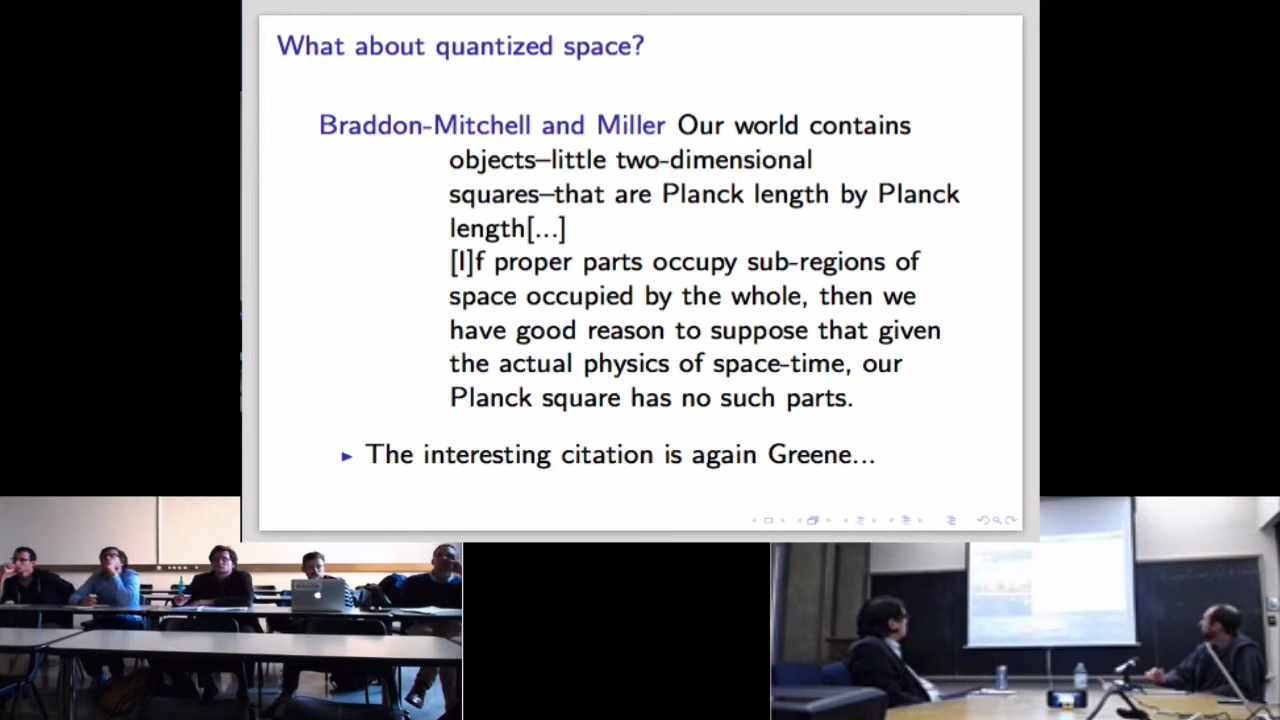 What about quantized space?
Braddon-Mitchell and Miller Our world contains
objects–little two-dimensional
squares–that are Planck length by Planck
length[...]
[I]f proper parts occupy sub-regions of
space occupied by the whole, then we
have good reason to suppose that given
the actual physics of space-time, our
Planck square has no such parts.
The interesting citation is again Greene...